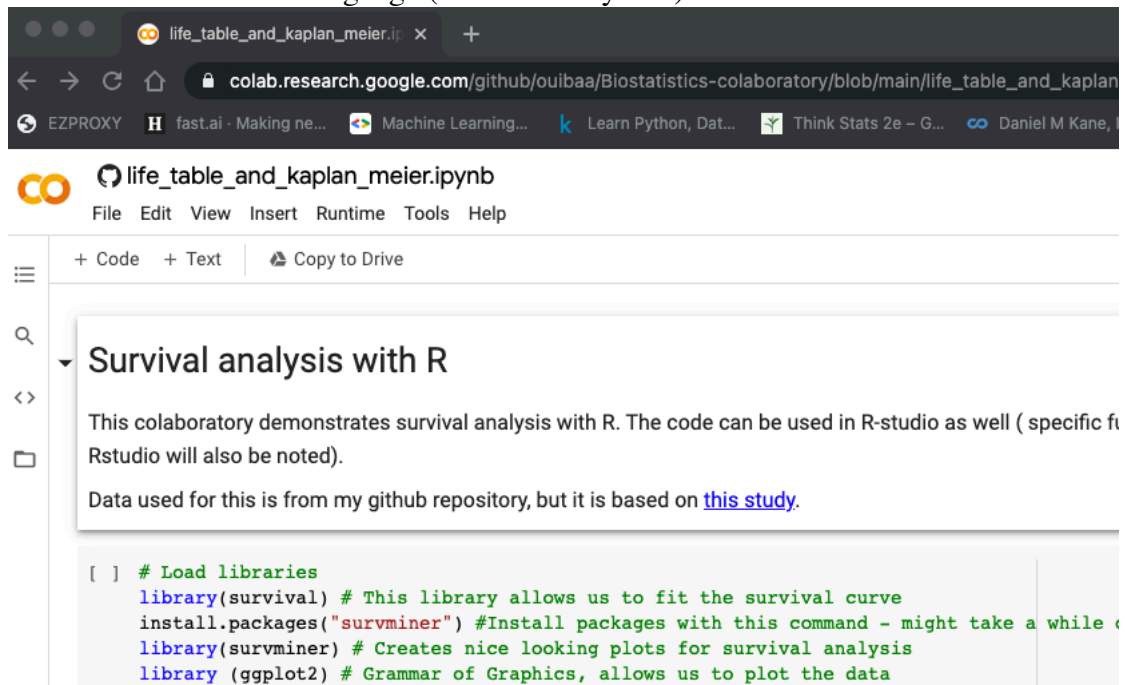 life_table_and_kaplan_meier.ip
colab.research.google.com/github/ouibaa/Biostatistics-colaboratory/blob/main/life_table_and_kaplan
EZPROXY H fast.ai · Making ne... Machine Learning... k Learn Python, Dat... Think Stats 2e – G... Daniel M Kane,
CO life_table_and_kaplan_meier.ipynb
File Edit View Insert Runtime Tools Help
+ Code + Text Copy to Drive
Survival analysis with R
This colaboratory demonstrates survival analysis with R. The code can be used in R-studio as well ( specific fu
Rstudio will also be noted).
Data used for this is from my github repository, but it is based on this study.
[ ] # Load libraries
library(survival) # This library allows us to fit the survival curve
install.packages("survminer") #Install packages with this command – might take a while
library(survminer) # Creates nice looking plots for survival analysis
library (ggplot2) # Grammar of Graphics, allows us to plot the data